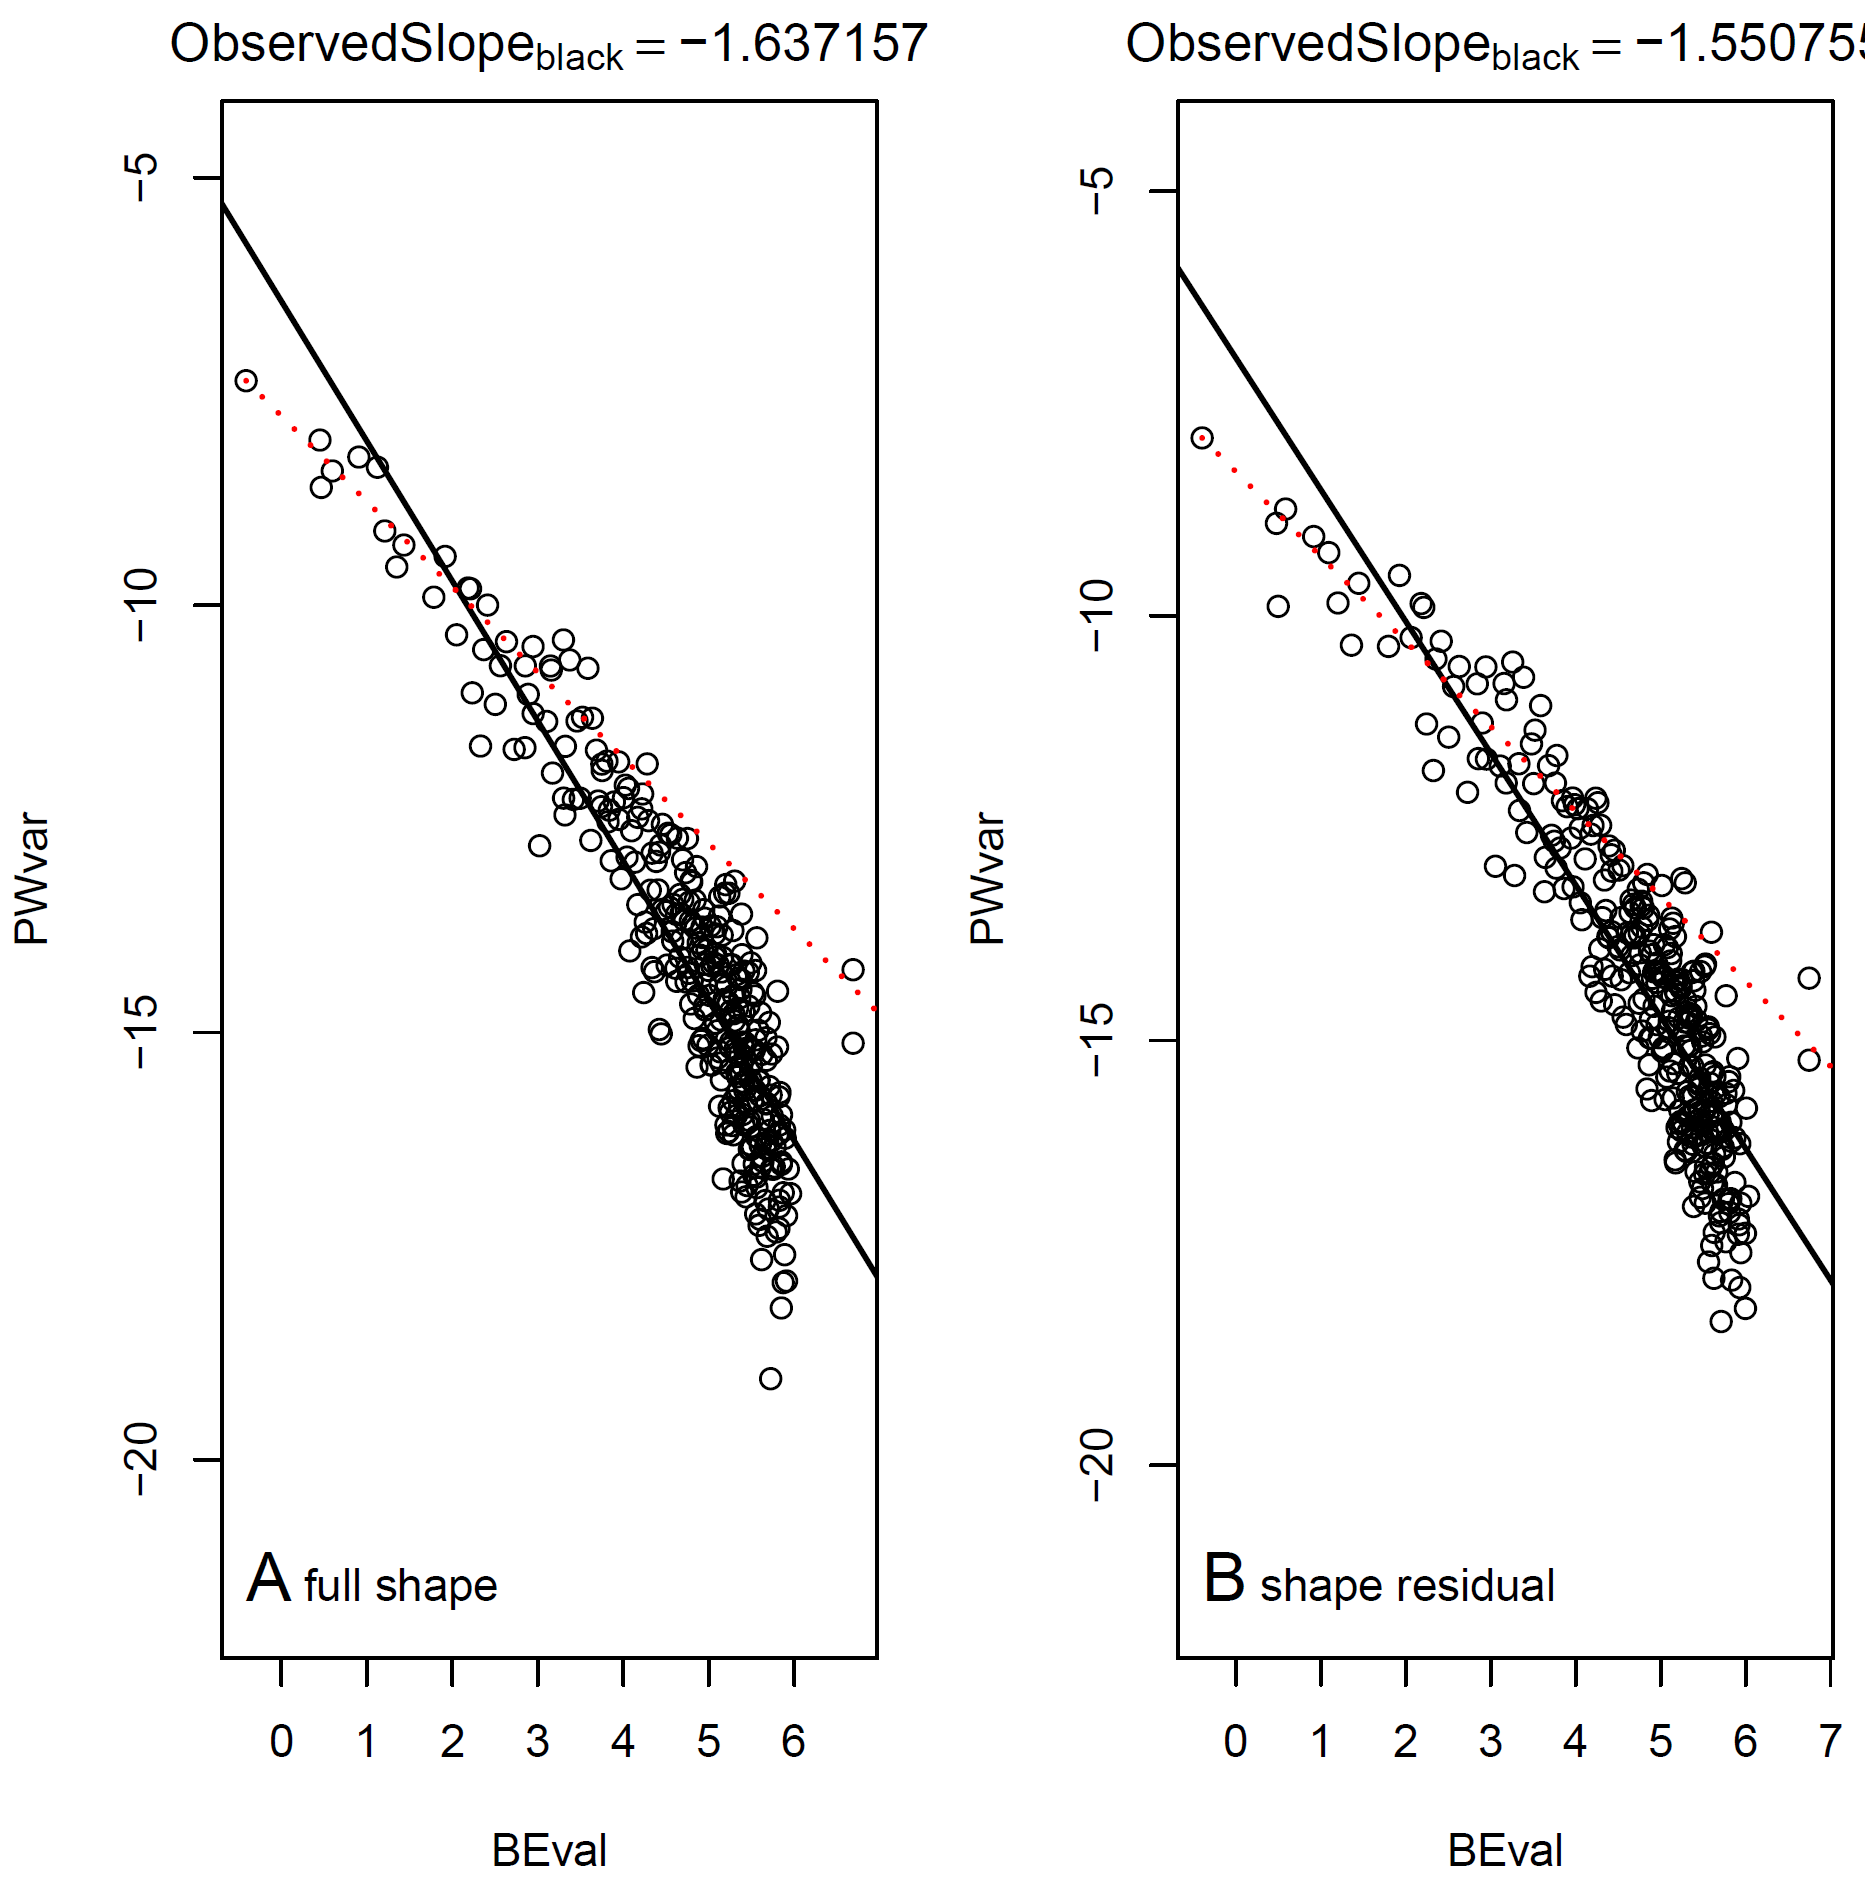 ObservedSlope_black = −1.637157
−5
−10
−15
−20
PWvar
A full shape
0 1 2 3 4 5 6
BEval
ObservedSlope_black = −1.550755
−5
−10
−15
−20
PWvar
B shape residual
0 1 2 3 4 5 6 7
BEval